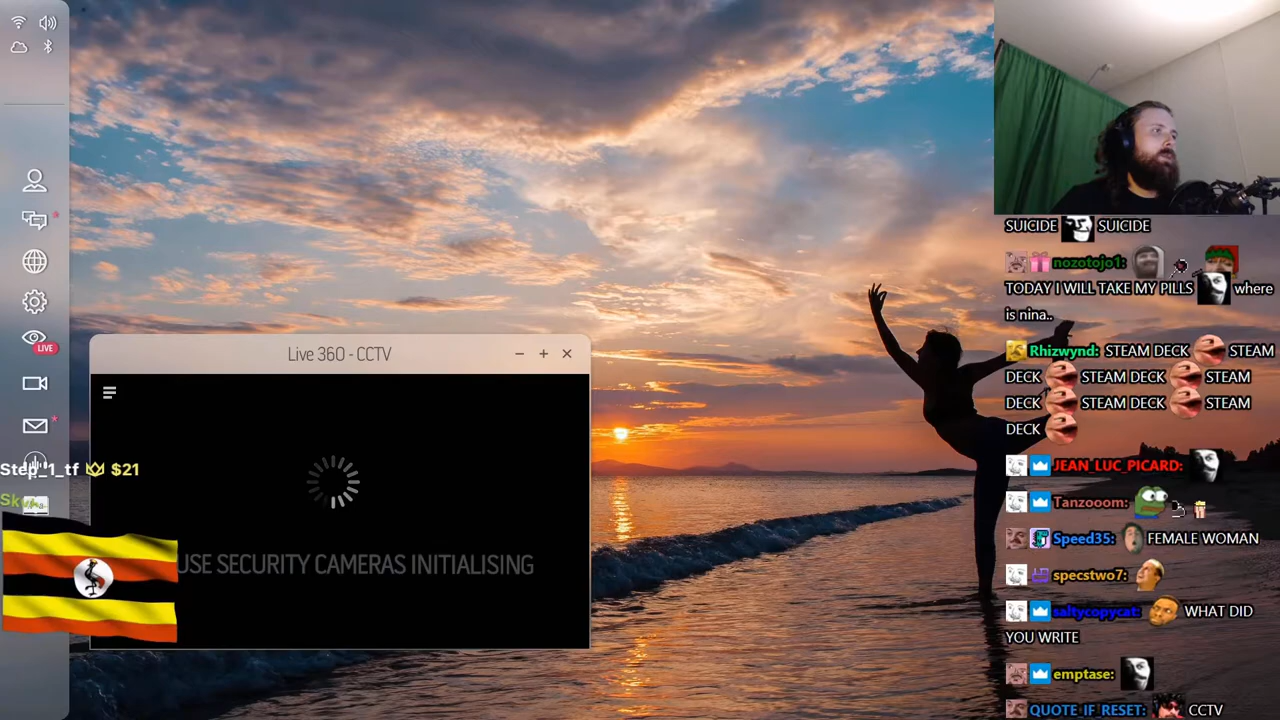 Live 360 - CCTV
LIVE
Step_1_tf $21
USE SECURITY CAMERAS INITIALISING
SUICIDE SUICIDE
nozotojo1:
TODAY I WILL TAKE MY PILLS where
is nina..
Rhizwynd: STEAM DECK STEAM
DECK STEAM DECK STEAM
DECK STEAM DECK STEAM
DECK
JEAN_LUC_PICARD:
Tanzooom:
Speed35: FEMALE WOMAN
specstwo7:
saltycopycat: WHAT DID
YOU WRITE
emptase:
QUOTE_IF_RESET: CCTV